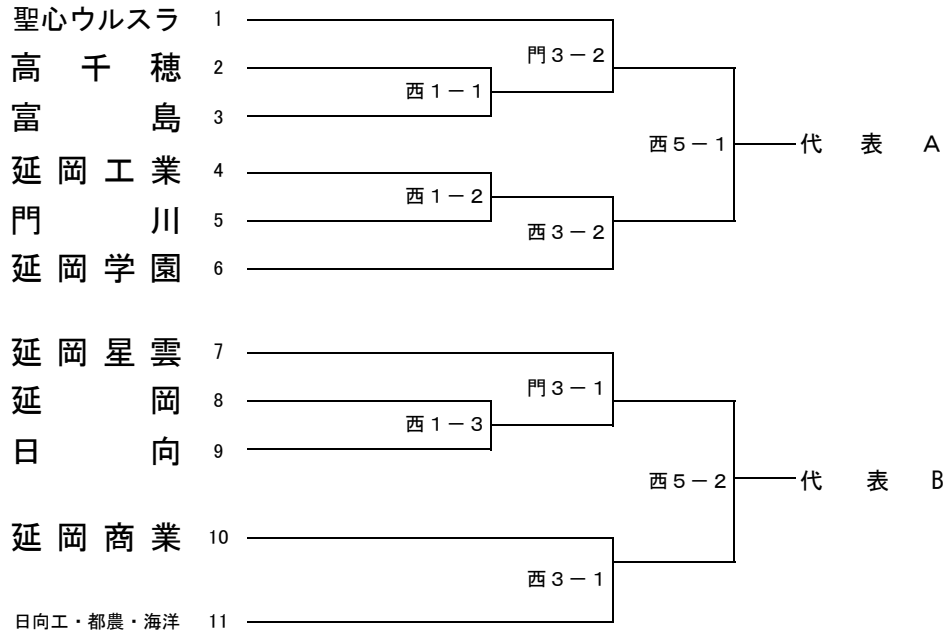 聖心ウルスラ 1
門3-2
高千穂 2
西1-1
富島 3
西5-1 代表A
延岡工業 4
西1-2
門川 5
西3-2
延岡学園 6
延岡星雲 7
門3-1
延岡 8
西1-3
日向 9
西5-2 代表B
延岡商業 10
西3-1
日向工・都農・海洋 11